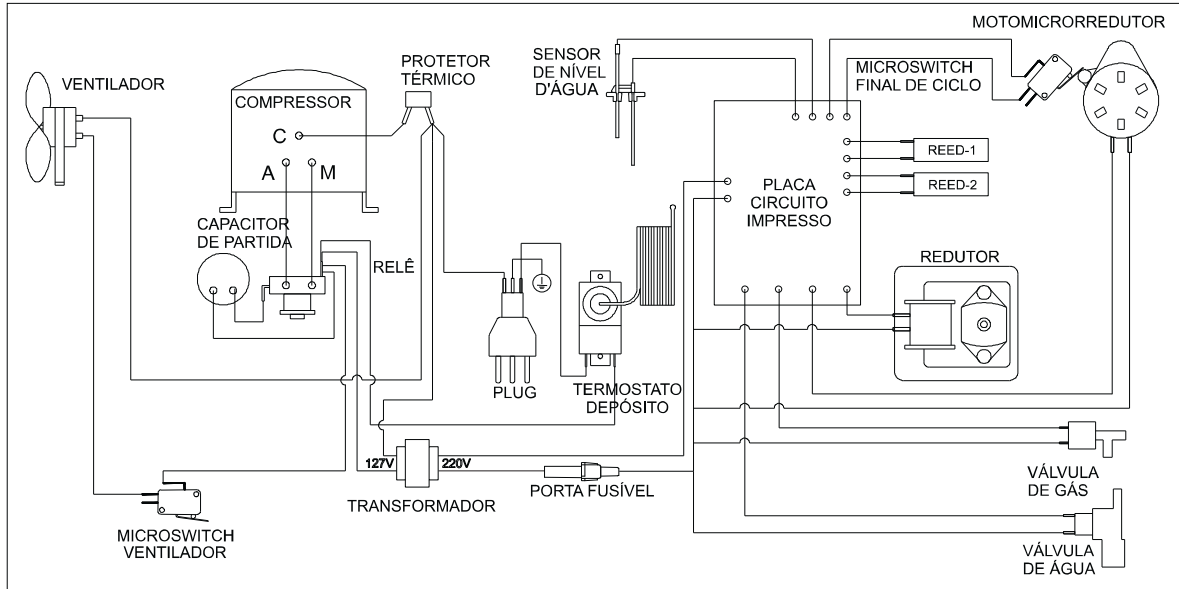 MOTOMICRORREDUTOR
SENSOR
DE NÍVEL
D'ÁGUA
PROTETOR
TÉRMICO
MICROSWITCH
FINAL DE CICLO
VENTILADOR
COMPRESSOR
C
A
M
REED-1
REED-2
PLACA
CIRCUITO
IMPRESSO
CAPACITOR
DE PARTIDA
RELÊ
REDUTOR
PLUG
TERMOSTATO
DEPÓSITO
127V
220V
TRANSFORMADOR
PORTA FUSÍVEL
VÁLVULA
DE GÁS
MICROSWITCH
VENTILADOR
VÁLVULA
DE ÁGUA